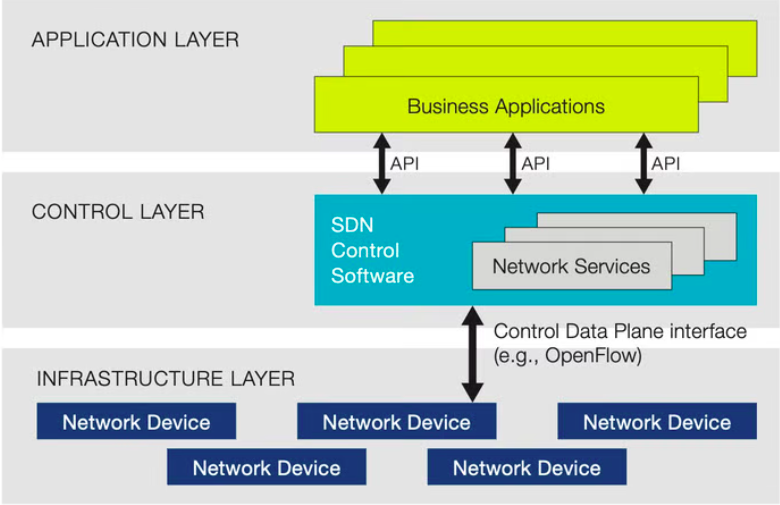 APPLICATION LAYER
Business Applications
API
API
API
CONTROL LAYER
SDN
Control
Software
Network Services
Control Data Plane interface
(e.g., OpenFlow)
INFRASTRUCTURE LAYER
Network Device
Network Device
Network Device
Network Device
Network Device